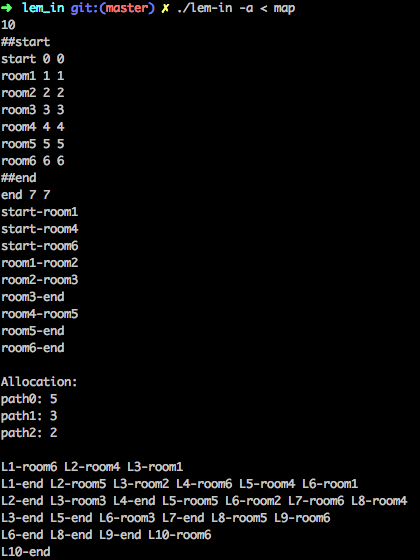 ➜ lem_in git:(master) ✗ ./lem-in -a < map
10
##start
start 0 0
room1 1 1
room2 2 2
room3 3 3
room4 4 4
room5 5 5
room6 6 6
##end
end 7 7
start-room1
start-room4
start-room6
room1-room2
room2-room3
room3-end
room4-room5
room5-end
room6-end
Allocation:
path0: 5
path1: 3
path2: 2
L1-room6 L2-room4 L3-room1
L1-end L2-room5 L3-room2 L4-room6 L5-room4 L6-room1
L2-end L3-room3 L4-end L5-room5 L6-room2 L7-room6 L8-room4
L3-end L5-end L6-room3 L7-end L8-room5 L9-room6
L6-end L8-end L9-end L10-room6
L10-end